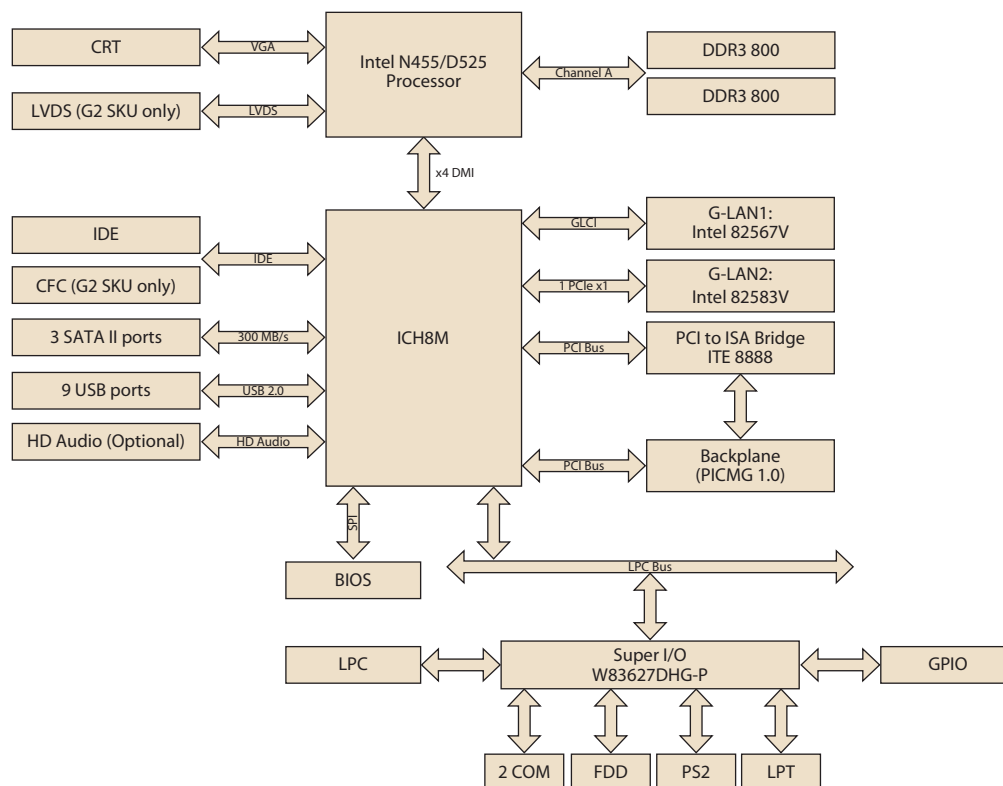 CRT
VGA
Intel N455/D525
Processor
Channel A
DDR3 800
DDR3 800
LVDS (G2 SKU only)
LVDS
x4 DMI
IDE
CFC (G2 SKU only)
IDE
3 SATA II ports
300 MB/s
9 USB ports
USB 2.0
HD Audio (Optional)
HD Audio
ICH8M
GLCI
G-LAN1:
Intel 82567V
1 PCIe x1
G-LAN2:
Intel 82583V
PCI Bus
PCI to ISA Bridge
ITE 8888
PCI Bus
Backplane
(PICMG 1.0)
SPI
BIOS
LPC Bus
LPC
Super I/O
W83627DHG-P
GPIO
2 COM
FDD
PS2
LPT